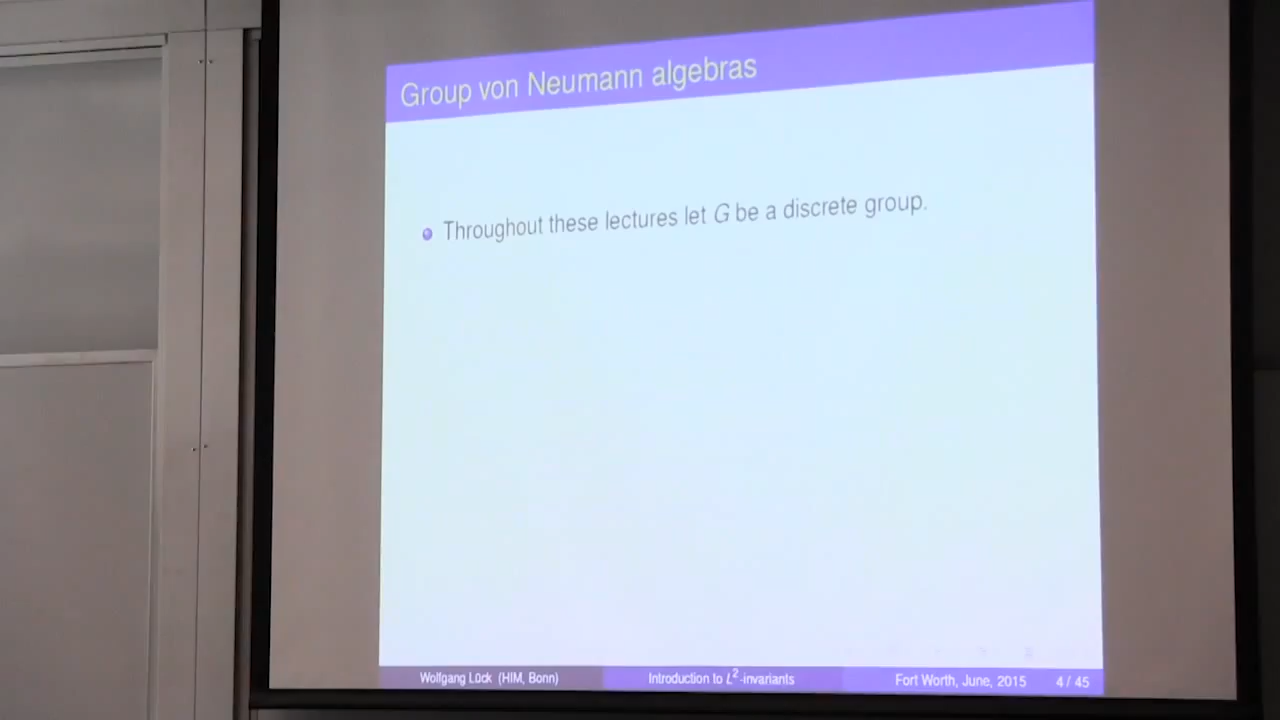 Group von Neumann algebras
Throughout these lectures let G be a discrete group.
Wolfgang Lück (HIM, Bonn) Introduction to L²-invariants Fort Worth, June, 2015 4 / 45